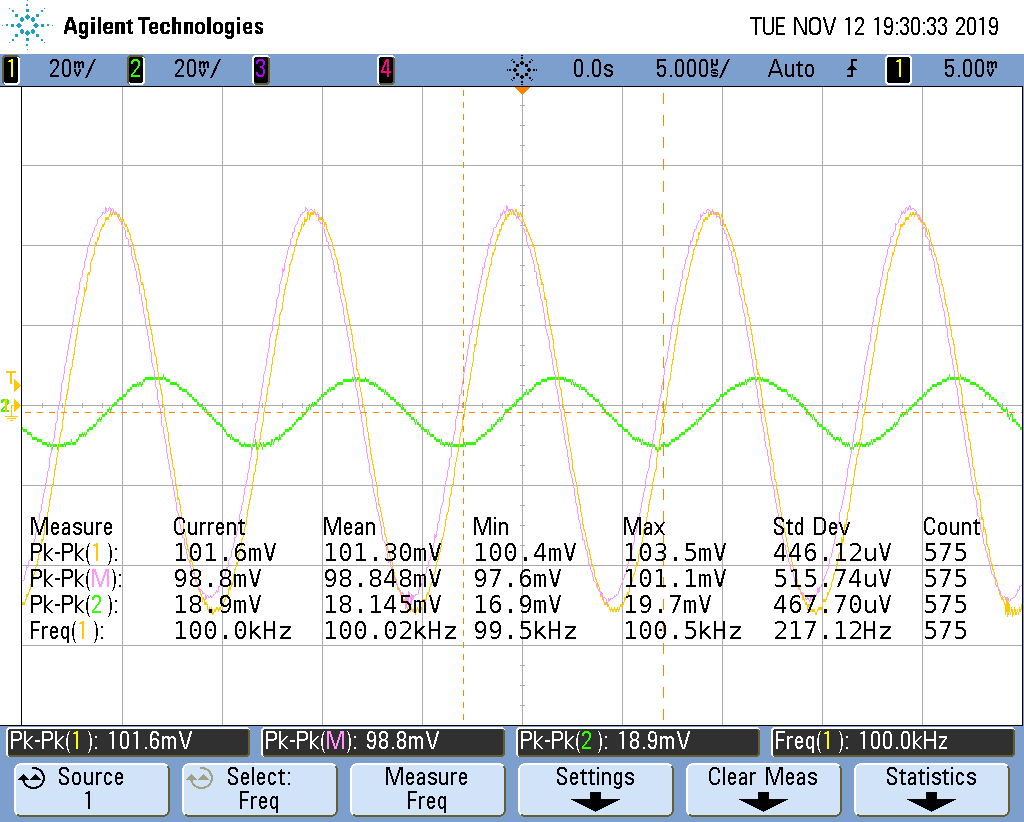 Agilent Technologies TUE NOV 12 19:30:33 2019
1 20mV/ 2 20mV/ 3 4 0.0s 5.000µs/ Auto 1 5.00mV
T
2
Measure Current Mean Min Max Std Dev Count
Pk-Pk(1): 101.6mV 101.30mV 100.4mV 103.5mV 446.12uV 575
Pk-Pk(M): 98.8mV 98.848mV 97.6mV 101.1mV 515.74uV 575
Pk-Pk(2): 18.9mV 18.145mV 16.9mV 19.7mV 467.70uV 575
Freq(1): 100.0kHz 100.02kHz 99.5kHz 100.5kHz 217.12Hz 575
Pk-Pk(1): 101.6mV Pk-Pk(M): 98.8mV Pk-Pk(2): 18.9mV Freq(1): 100.0kHz
Source Select: Measure Settings Clear Meas Statistics
1 Freq Freq